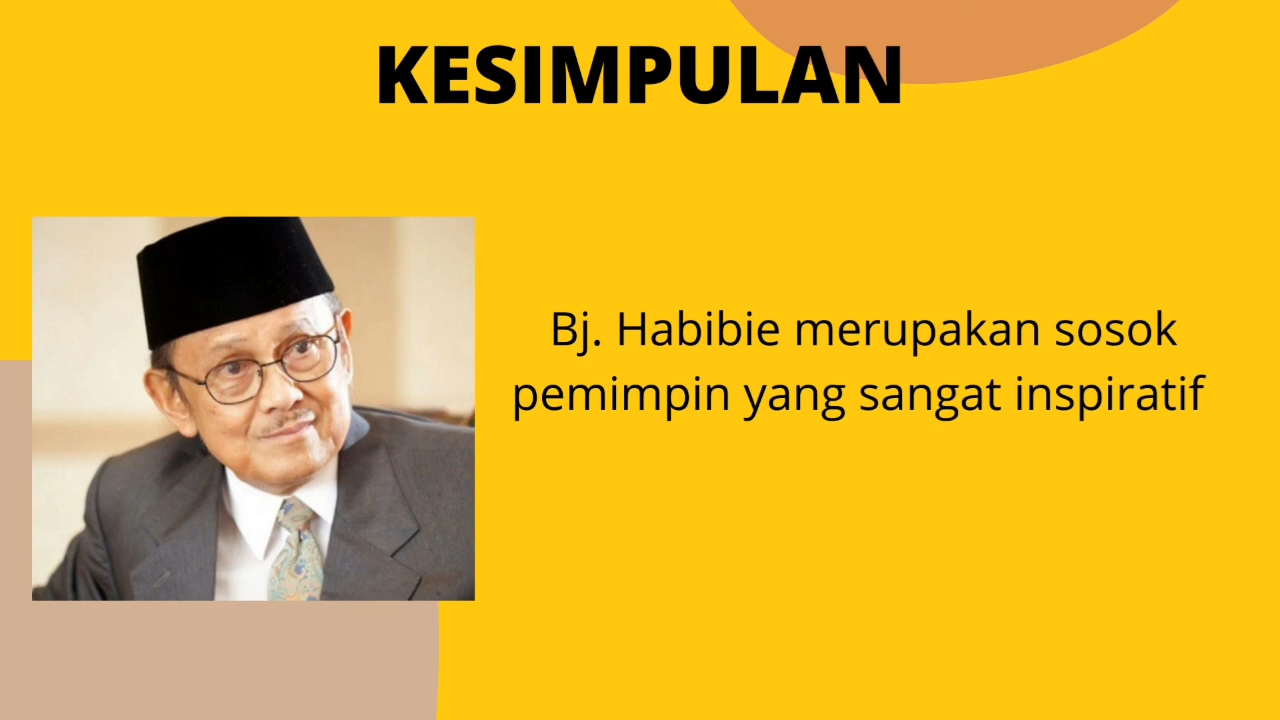 KESIMPULAN
Bj. Habibie merupakan sosok
pemimpin yang sangat inspiratif